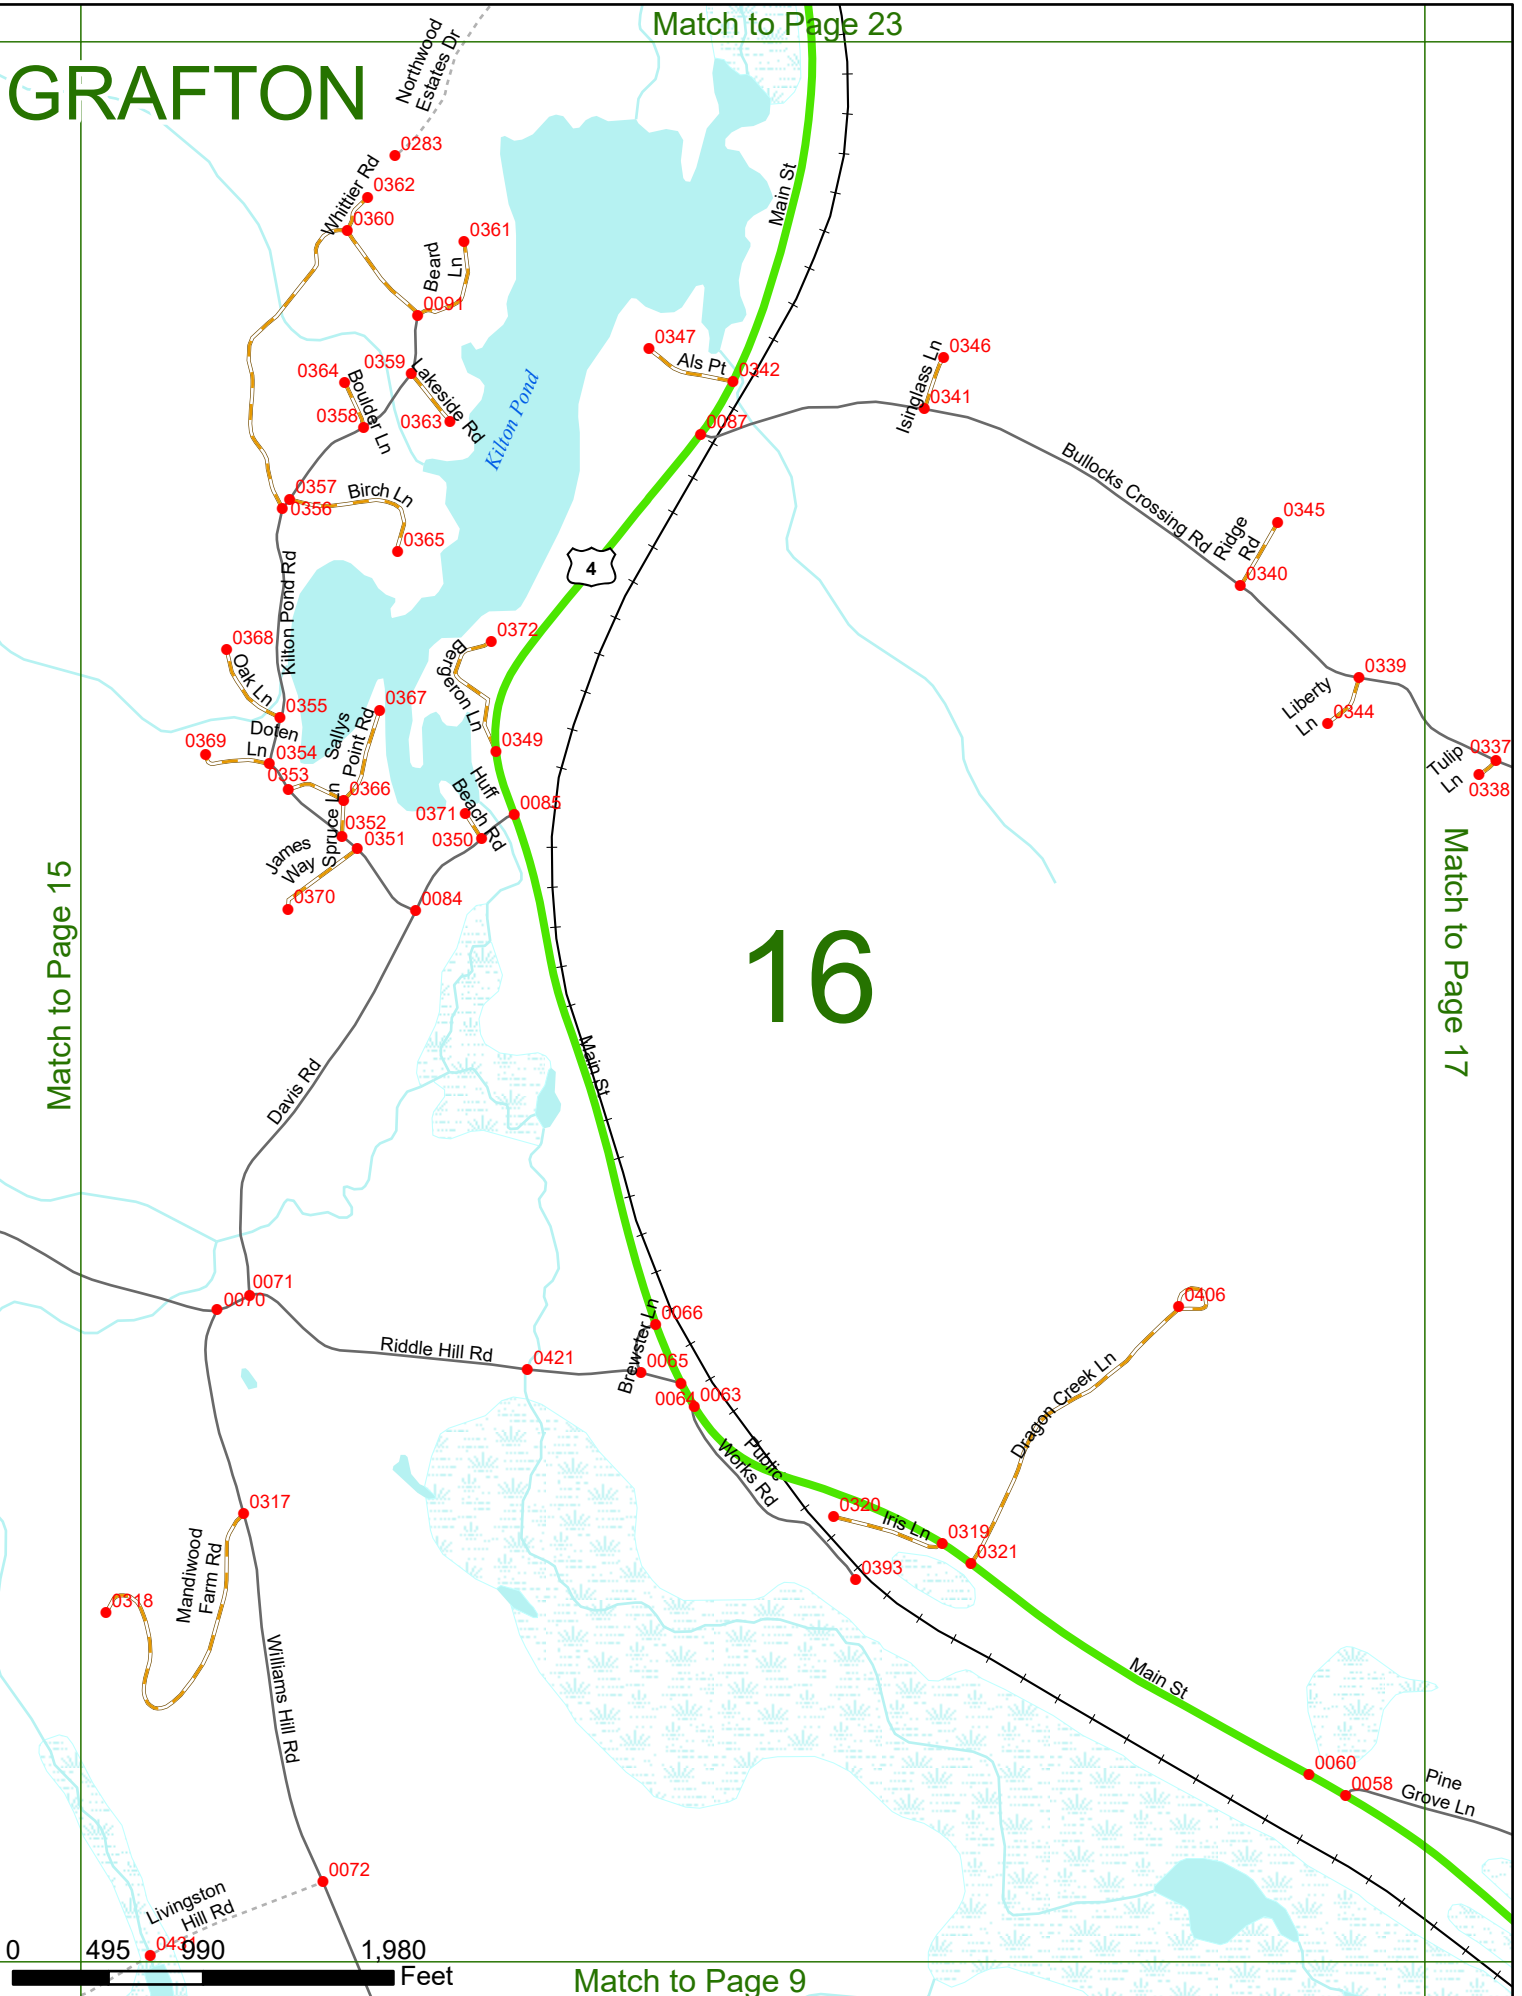 Match to Page 23
GRAFTON
Northwood
Estates Dr
0283
0362
Whittier Rd
0360
0361
Beard
Ln
0091
Main St
0347
Als Pt
0342
0087
0359
0364
Lakeside Rd
Boulder Ln
0358
0363
Kilton Pond
0346
Isinglass Ln
0341
Bullocks Crossing Rd
0345
Ridge
Rd
0340
0357
0356
Birch Ln
0365
4
Kilton Pond Rd
0368
Oak Ln
0372
Bergeron Ln
0339
Liberty
Ln
0344
0355
Doten
Ln
0354
0369
0353
0367
Sallys
Point Rd
0349
0337
Tulip
Ln
0338
0366
Huff
Beach Rd
0085
0371
0350
Spruce Ln
0352
0351
James
Way
0370
0084
Match to Page 15
16
Match to Page 17
Davis Rd
Main St
0071
0070
Riddle Hill Rd
0421
Brewster Ln
0066
0065
0064
0063
0406
Dragon Creek Ln
Public
Works Rd
0317
0320
Iris Ln
0319
0321
0393
Mandiwood
Farm Rd
0318
Williams Hill Rd
Main St
0060
0058
Pine
Grove Ln
0072
Livingston
Hill Rd
0431
0 495 990 1,980
Feet
Match to Page 9